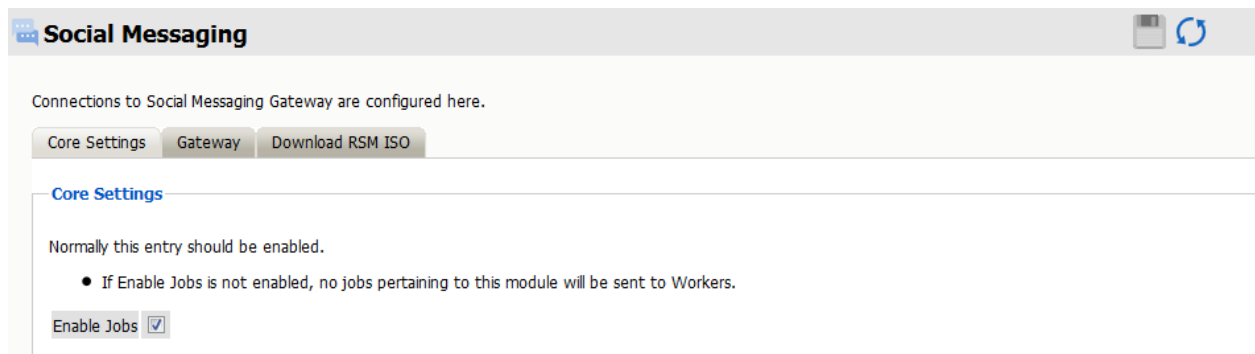 Social Messaging
Connections to Social Messaging Gateway are configured here.
Core Settings Gateway Download RSM ISO
Core Settings
Normally this entry should be enabled.
● If Enable Jobs is not enabled, no jobs pertaining to this module will be sent to Workers.
Enable Jobs